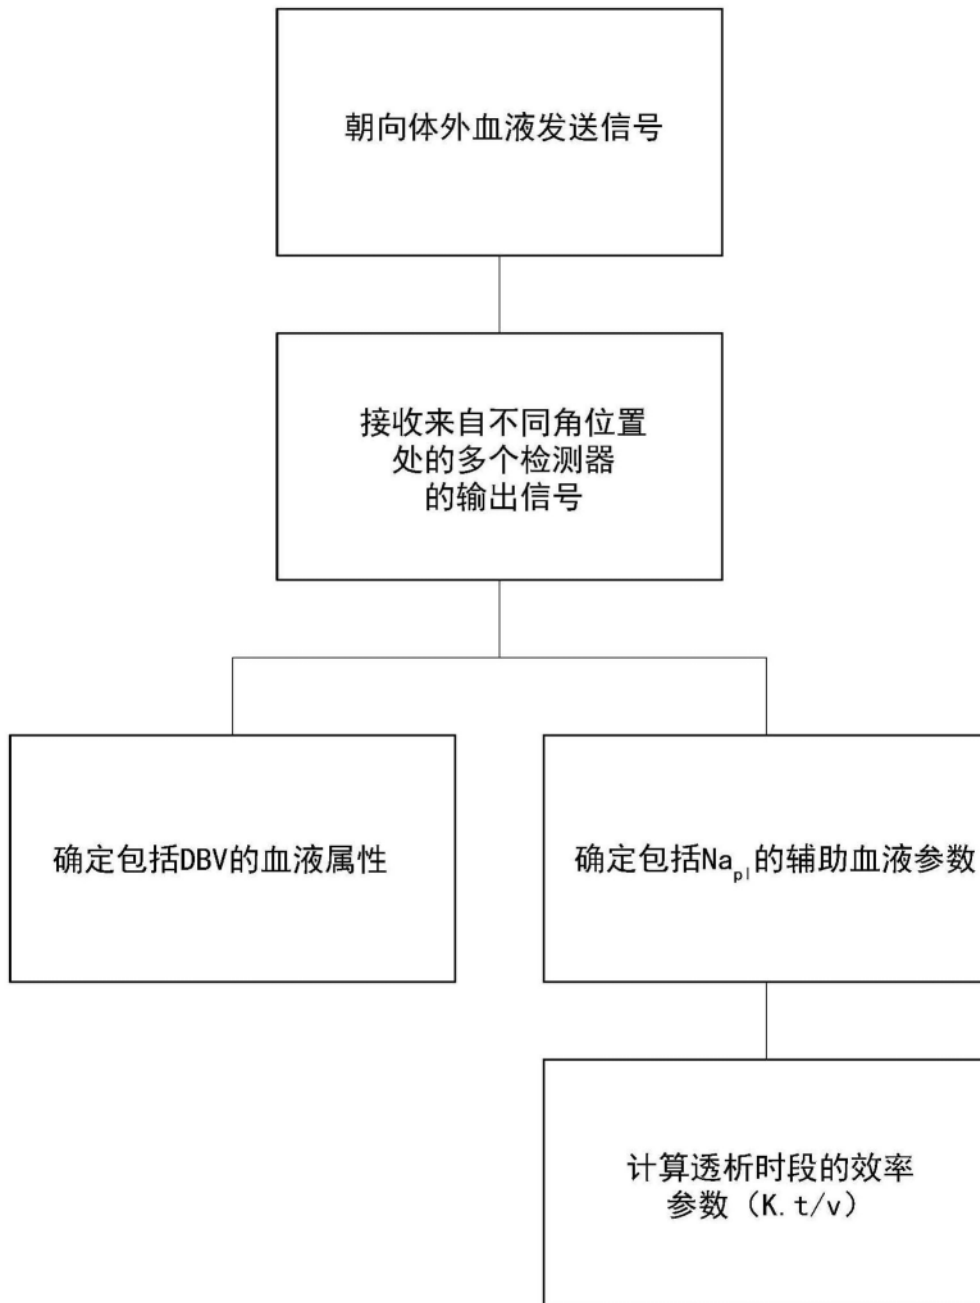 朝向体外血液发送信号
接收来自不同角位置
处的多个检测器
的输出信号
确定包括DBV的血液属性
确定包括Na_pl的辅助血液参数
计算透析时段的效率
参数（K.t/v）